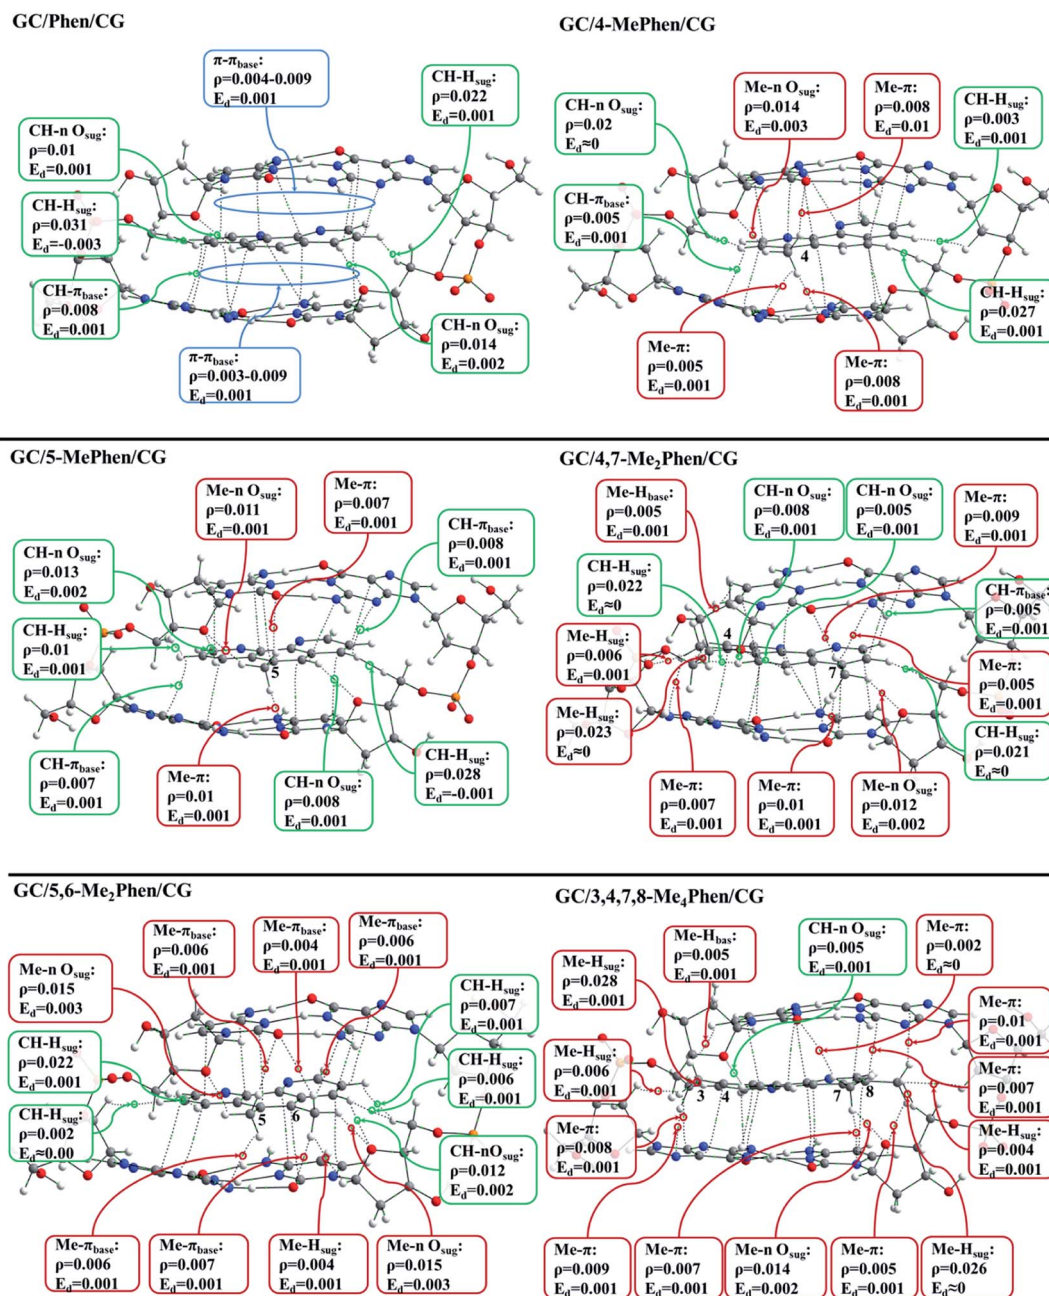 GC/Phen/CG
π-π_base:
ρ=0.004-0.009
E_d=0.001
CH-H_sug:
ρ=0.022
E_d=0.001
CH-n O_sug:
ρ=0.01
E_d=0.001
CH-H_sug:
ρ=0.031
E_d=-0.003
CH-π_base:
ρ=0.008
E_d=0.001
π-π_base:
ρ=0.003-0.009
E_d=0.001
CH-n O_sug:
ρ=0.014
E_d=0.002
GC/4-MePhen/CG
CH-n O_sug:
ρ=0.02
E_d≈0
Me-n O_sug:
ρ=0.014
E_d=0.003
Me-π:
ρ=0.008
E_d=0.01
CH-H_sug:
ρ=0.003
E_d=0.001
CH-π_base:
ρ=0.005
E_d=0.001
4
CH-H_sug:
ρ=0.027
E_d=0.001
Me-π:
ρ=0.005
E_d=0.001
Me-π:
ρ=0.008
E_d=0.001
GC/5-MePhen/CG
Me-n O_sug:
ρ=0.011
E_d=0.001
Me-π:
ρ=0.007
E_d=0.001
CH-π_base:
ρ=0.008
E_d=0.001
CH-n O_sug:
ρ=0.013
E_d=0.002
CH-H_sug:
ρ=0.01
E_d=0.001
5
CH-π_base:
ρ=0.007
E_d=0.001
Me-π:
ρ=0.01
E_d=0.001
CH-n O_sug:
ρ=0.008
E_d=0.001
CH-H_sug:
ρ=0.028
E_d=-0.001
GC/4,7-Me₂Phen/CG
Me-H_base:
ρ=0.005
E_d=0.001
CH-n O_sug:
ρ=0.008
E_d=0.001
CH-n O_sug:
ρ=0.005
E_d=0.001
Me-π:
ρ=0.009
E_d=0.001
CH-H_sug:
ρ=0.022
E_d≈0
CH-π_base:
ρ=0.005
E_d=0.001
4
7
Me-H_sug:
ρ=0.006
E_d=0.001
Me-π:
ρ=0.005
E_d=0.001
Me-H_sug:
ρ=0.023
E_d≈0
CH-H_sug:
ρ=0.021
E_d≈0
Me-π:
ρ=0.007
E_d=0.001
Me-π:
ρ=0.01
E_d=0.001
Me-n O_sug:
ρ=0.012
E_d=0.002
GC/5,6-Me₂Phen/CG
Me-π_base:
ρ=0.006
E_d=0.001
Me-π_base:
ρ=0.004
E_d=0.001
Me-π_base:
ρ=0.006
E_d=0.001
Me-n O_sug:
ρ=0.015
E_d=0.003
CH-H_sug:
ρ=0.007
E_d=0.001
CH-H_sug:
ρ=0.022
E_d=0.001
CH-H_sug:
ρ=0.006
E_d=0.001
5 6
CH-H_sug:
ρ=0.002
E_d≈0.00
CH-nO_sug:
ρ=0.012
E_d=0.002
Me-π_base:
ρ=0.006
E_d=0.001
Me-π_base:
ρ=0.007
E_d=0.001
Me-H_sug:
ρ=0.004
E_d=0.001
Me-n O_sug:
ρ=0.015
E_d=0.003
GC/3,4,7,8-Me₄Phen/CG
Me-H_sug:
ρ=0.028
E_d=0.001
Me-H_bas:
ρ=0.005
E_d=0.001
CH-n O_sug:
ρ=0.005
E_d=0.001
Me-π:
ρ=0.002
E_d≈0
Me-π:
ρ=0.01
E_d=0.001
Me-H_sug:
ρ=0.006
E_d=0.001
Me-π:
ρ=0.007
E_d=0.001
3 4 7 8
Me-π:
ρ=0.008
E_d=0.001
Me-H_sug:
ρ=0.004
E_d=0.001
Me-π:
ρ=0.009
E_d=0.001
Me-π:
ρ=0.007
E_d=0.001
Me-n O_sug:
ρ=0.014
E_d=0.002
Me-π:
ρ=0.005
E_d=0.001
Me-H_sug:
ρ=0.026
E_d≈0